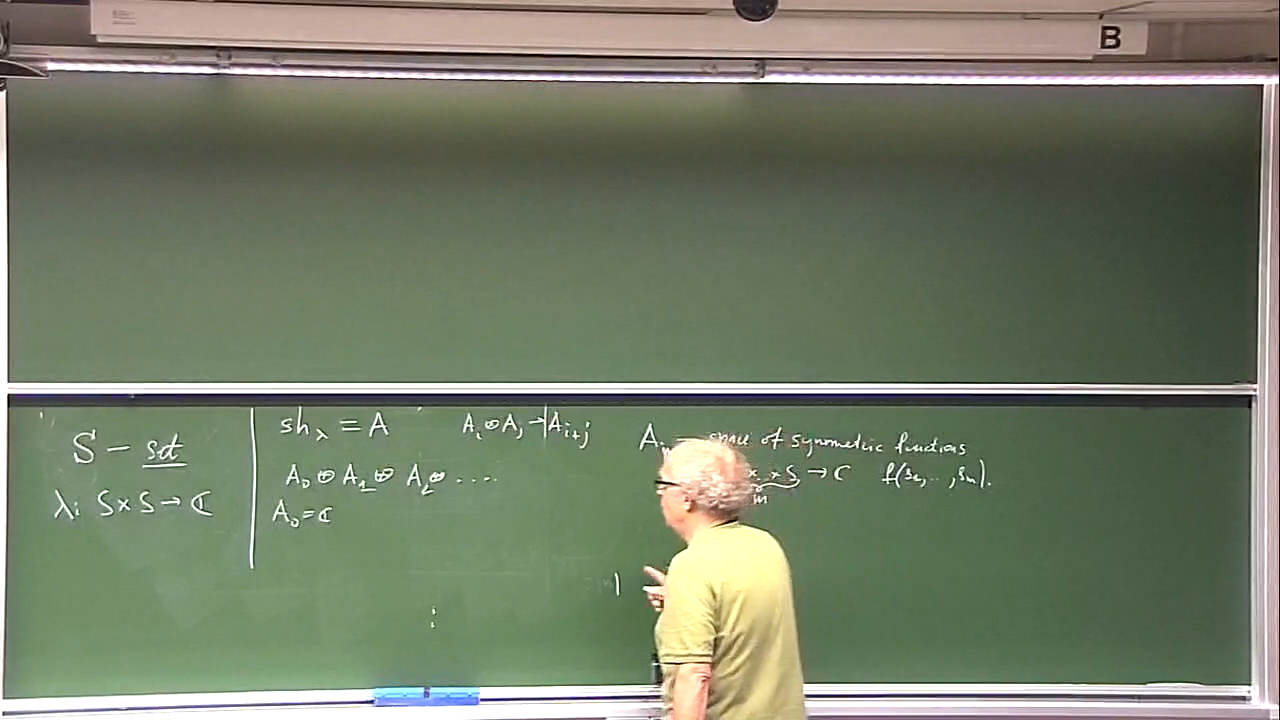 B
S – set
λ: S × S → ℂ
sh_λ = A
A_i ⊗ A_j → A_{i+j}
A_0 ⊕ A_1 ⊕ A_2 ⊕ ....
A_0 = ℂ
A – space of symmetric functions
× S → ℂ f(s_1, .., s_m).
m